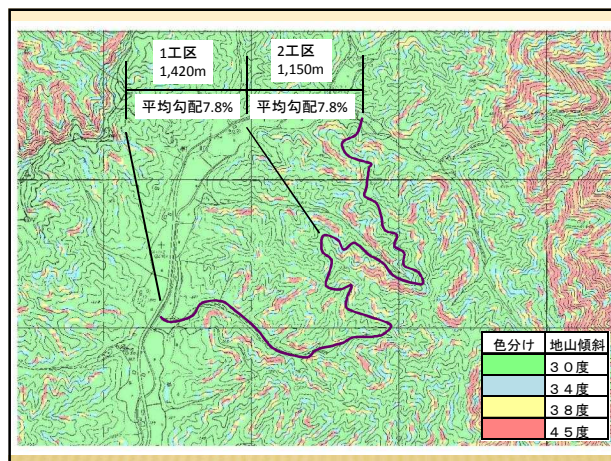 1工区
1,420m
2工区
1,150m
平均勾配7.8%
平均勾配7.8%
色分け
地山傾斜
30度
34度
38度
45度